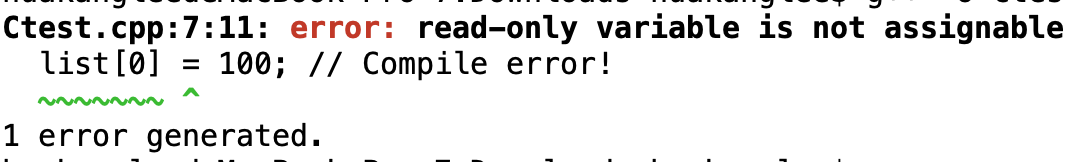 Ctest.cpp:7:11: error: read-only variable is not assignable
list[0] = 100; // Compile error!
~~~~~~~ ^
1 error generated.